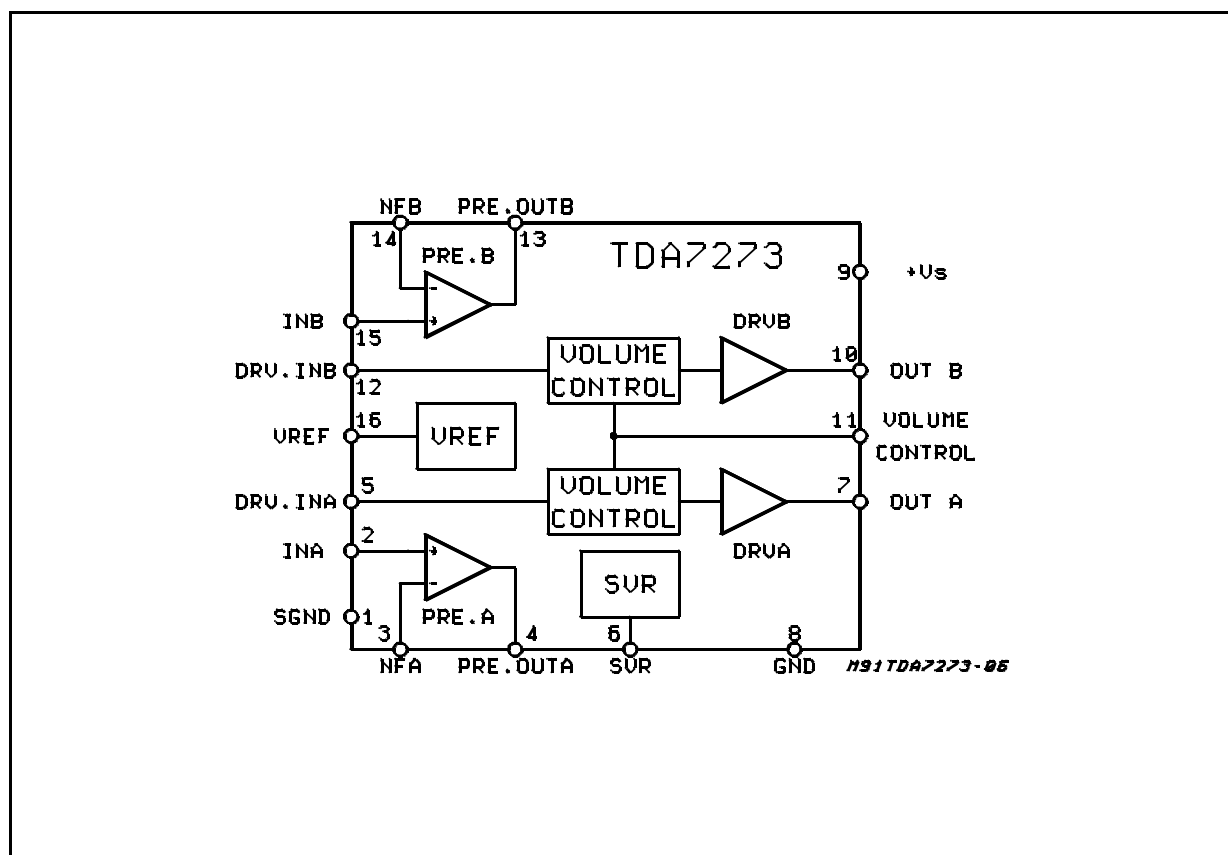 NFB PRE.OUTB
14 13
PRE.B TDA7273
9 +Vs
- 
+
INB
15 DRVB
DRV.INB VOLUME 10 OUT B
12 CONTROL
16 11 VOLUME
VREF VREF CONTROL
5 VOLUME 7
DRV.INA CONTROL OUT A
2
INA + DRVA
-
SVR
SGND 1 PRE.A
3 4 6 8
NFA PRE.OUTA SVR GND M91TDA7273-06